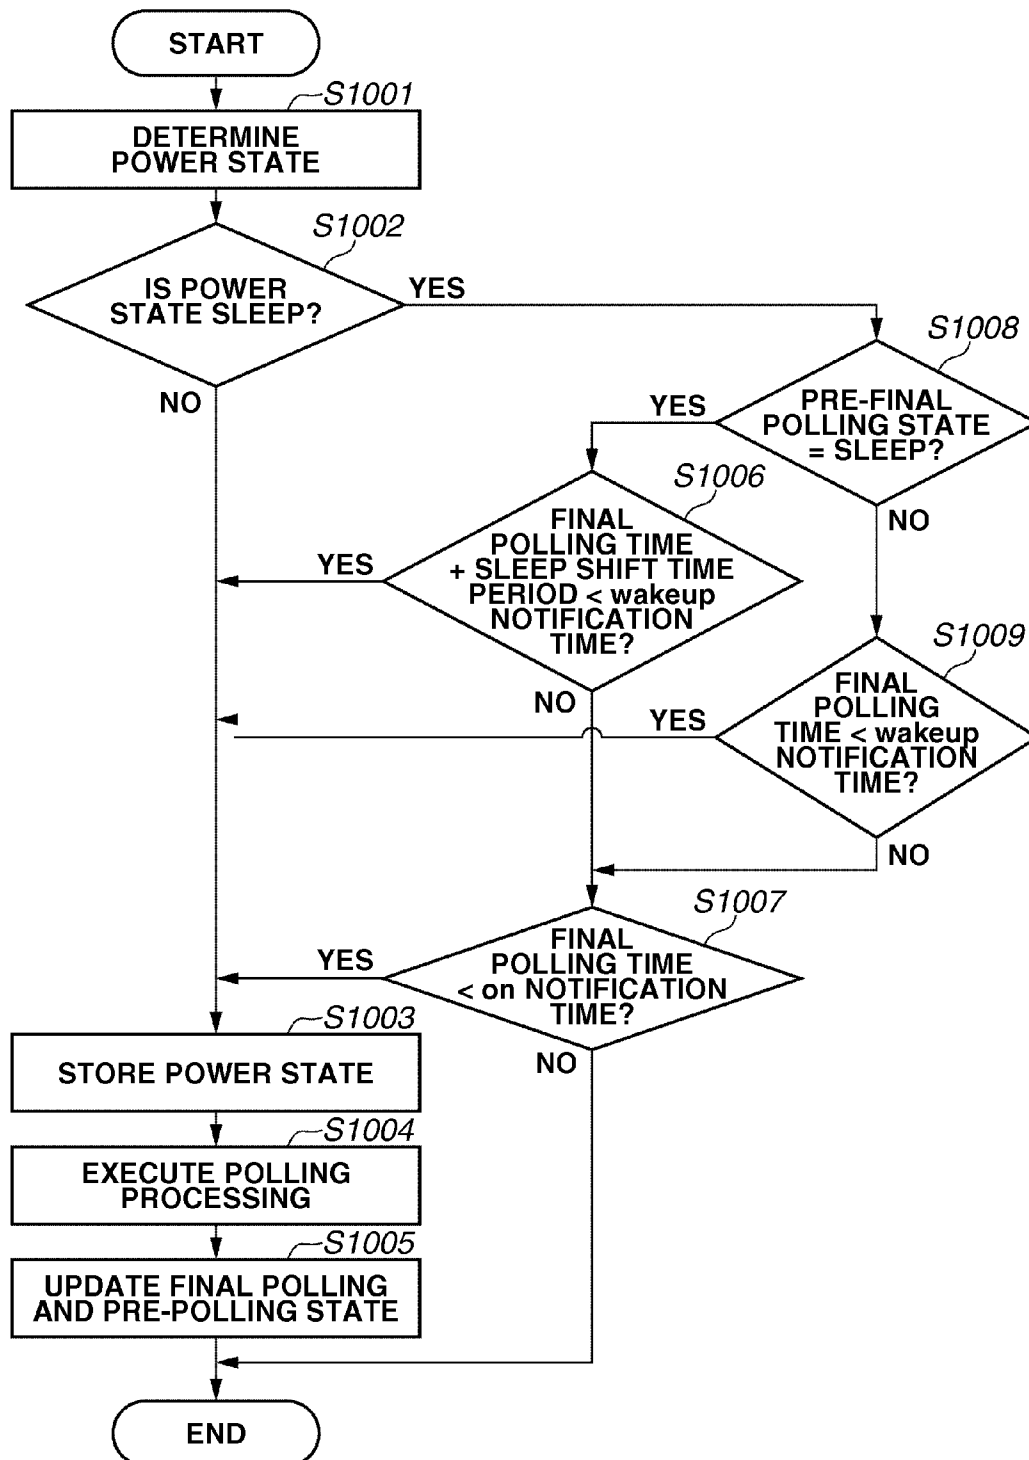 START
S1001
DETERMINE
POWER STATE
S1002
IS POWER
STATE SLEEP?
YES
NO
S1008
PRE-FINAL
POLLING STATE
= SLEEP?
YES
NO
S1006
FINAL
POLLING TIME
+ SLEEP SHIFT TIME
PERIOD < wakeup
NOTIFICATION
TIME?
YES
NO
S1009
FINAL
POLLING
TIME < wakeup
NOTIFICATION
TIME?
YES
NO
S1007
FINAL
POLLING TIME
< on NOTIFICATION
TIME?
YES
NO
S1003
STORE POWER STATE
S1004
EXECUTE POLLING
PROCESSING
S1005
UPDATE FINAL POLLING
AND PRE-POLLING STATE
END